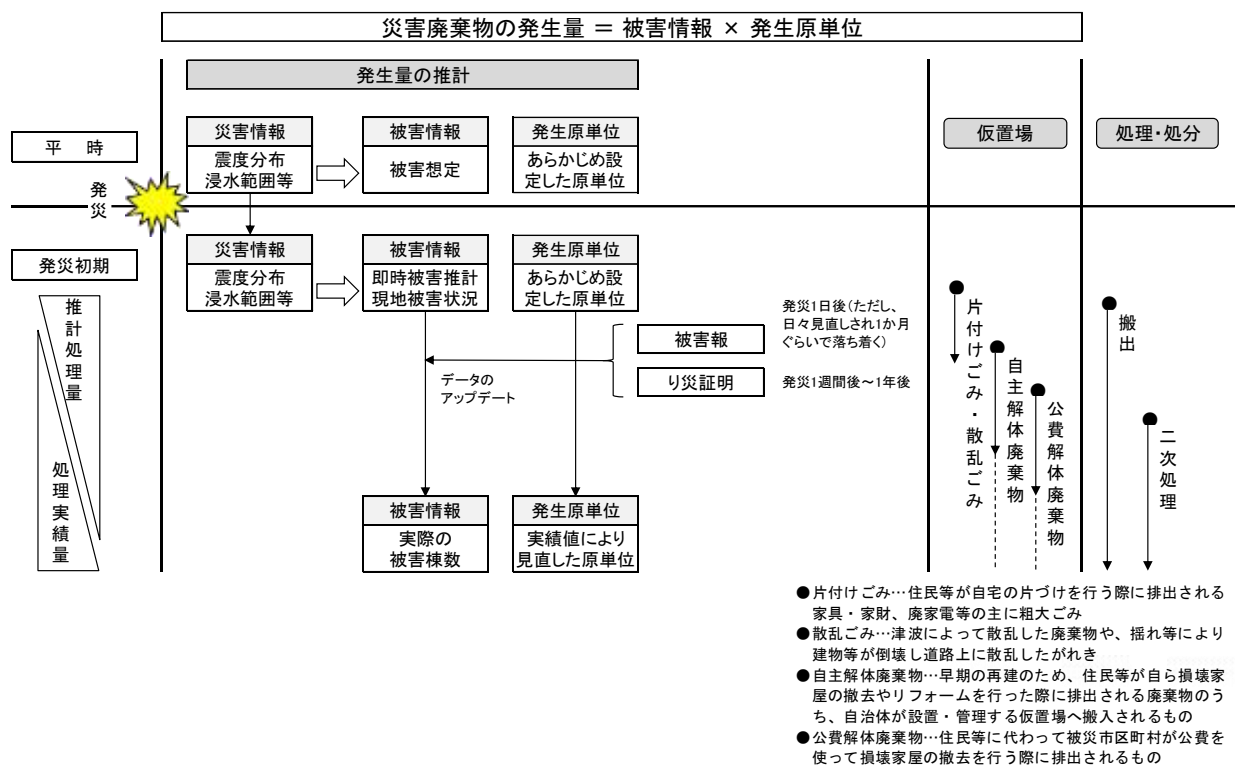 災害廃棄物の発生量 ＝ 被害情報 × 発生原単位
発生量の推計
仮置場
処理・処分
平　時
災害情報
震度分布
浸水範囲等
被害情報
被害想定
発生原単位
あらかじめ設
定した原単位
発災
発災初期
災害情報
震度分布
浸水範囲等
被害情報
即時被害推計
現地被害状況
発生原単位
あらかじめ設
定した原単位
推計処理量
処理実績量
被害報
発災1日後（ただし、
日々見直しされ1か月
ぐらいで落ち着く）
り災証明
発災1週間後～1年後
データの
アップデート
片付けごみ・散乱ごみ
自主解体廃棄物
公費解体廃棄物
搬出
二次処理
被害情報
実際の
被害棟数
発生原単位
実績値により
見直した原単位
●片付けごみ…住民等が自宅の片づけを行う際に排出される
家具・家財、廃家電等の主に粗大ごみ
●散乱ごみ…津波によって散乱した廃棄物や、揺れ等により
建物等が倒壊し道路上に散乱したがれき
●自主解体廃棄物…早期の再建のため、住民等が自ら損壊家
屋の撤去やリフォームを行った際に排出される廃棄物のう
ち、自治体が設置・管理する仮置場へ搬入されるもの
●公費解体廃棄物…住民等に代わって被災市区町村が公費を
使って損壊家屋の撤去を行う際に排出されるもの